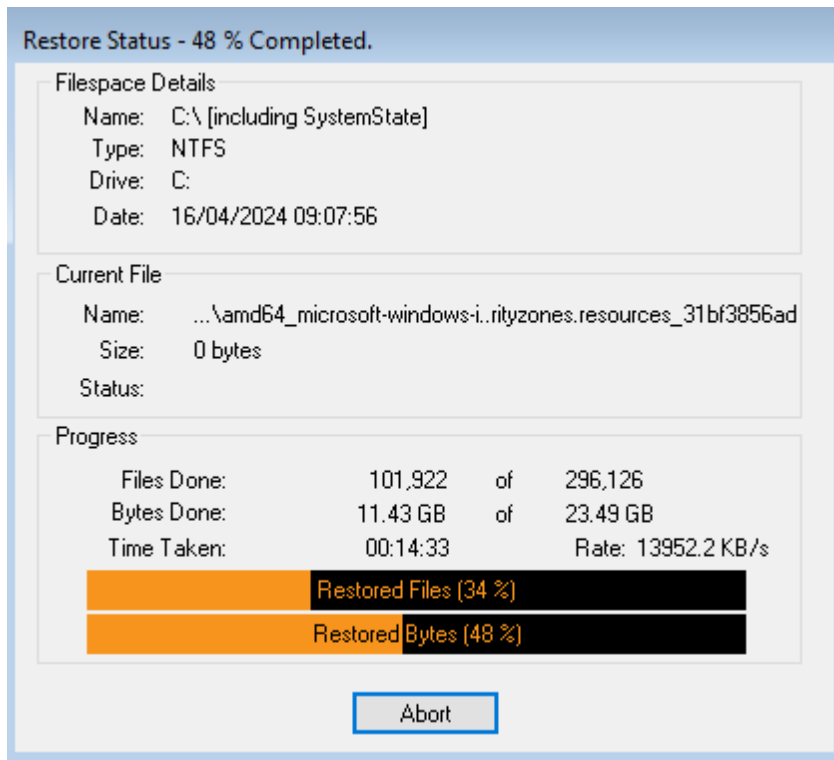 Restore Status - 48 % Completed.
Filespace Details
Name: C:\ [including SystemState]
Type: NTFS
Drive: C:
Date: 16/04/2024 09:07:56
Current File
Name: ...\amd64_microsoft-windows-i..rityzones.resources_31bf3856ad
Size: 0 bytes
Status:
Progress
Files Done: 101,922 of 296,126
Bytes Done: 11.43 GB of 23.49 GB
Time Taken: 00:14:33 Rate: 13952.2 KB/s
Restored Files (34 %)
Restored Bytes (48 %)
Abort